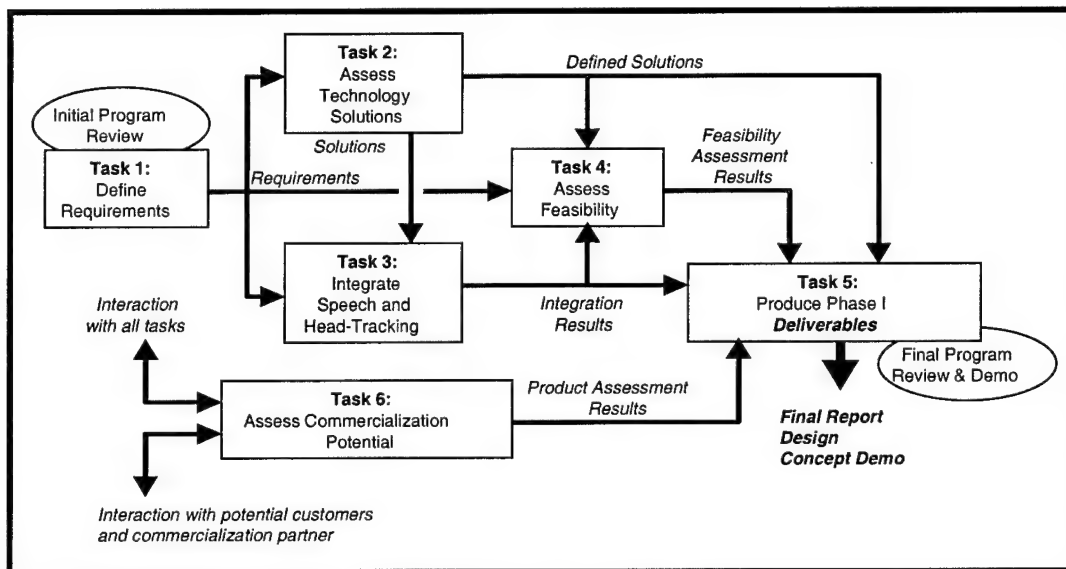 Task 2:
Assess
Technology
Solutions
Defined Solutions
Initial Program
Review
Solutions
Feasibility
Assessment
Results
Task 1:
Define
Requirements
Requirements
Task 4:
Assess
Feasibility
Task 3:
Integrate
Speech and
Head-Tracking
Integration
Results
Task 5:
Produce Phase I
Deliverables
Interaction
with all tasks
Final Program
Review & Demo
Task 6:
Assess Commercialization
Potential
Product Assessment
Results
Final Report
Design
Concept Demo
Interaction with potential customers
and commercialization partner